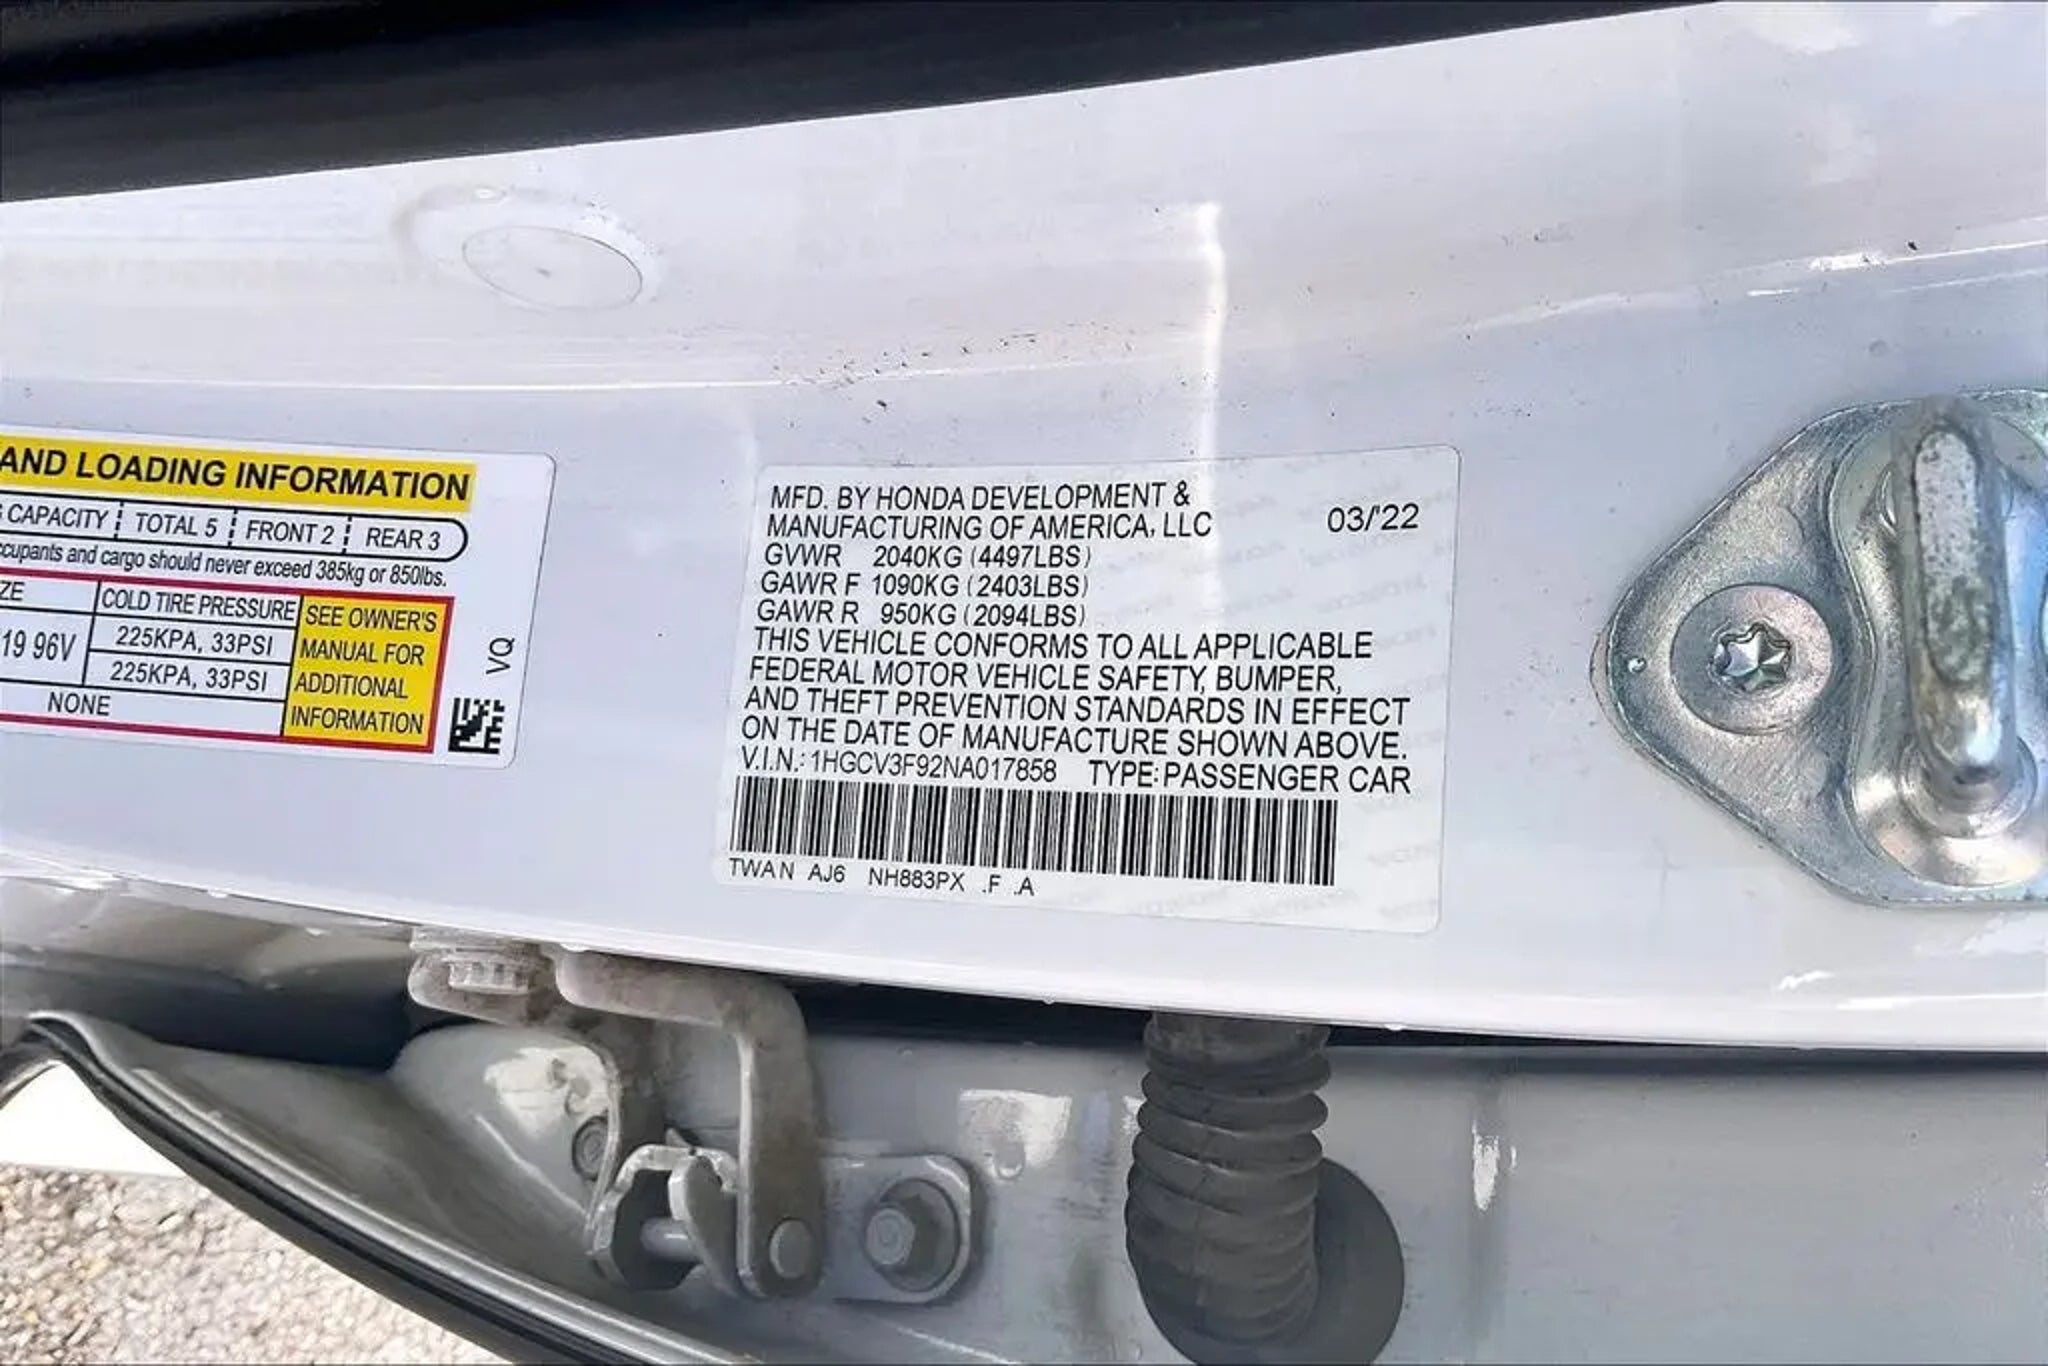 AND LOADING INFORMATION
CAPACITY TOTAL 5 FRONT 2 REAR 3
ccupants and cargo should never exceed 385kg or 850lbs.
ZE COLD TIRE PRESSURE
19 96V 225KPA, 33PSI
225KPA, 33PSI
NONE
SEE OWNER'S
MANUAL FOR
ADDITIONAL
INFORMATION
VQ
MFD. BY HONDA DEVELOPMENT &
MANUFACTURING OF AMERICA, LLC 03/'22
GVWR 2040KG (4497LBS)
GAWR F 1090KG (2403LBS)
GAWR R 950KG (2094LBS)
THIS VEHICLE CONFORMS TO ALL APPLICABLE
FEDERAL MOTOR VEHICLE SAFETY, BUMPER,
AND THEFT PREVENTION STANDARDS IN EFFECT
ON THE DATE OF MANUFACTURE SHOWN ABOVE.
V.I.N.: 1HGCV3F92NA017858 TYPE: PASSENGER CAR
TWAN AJ6 NH883PX .F .A